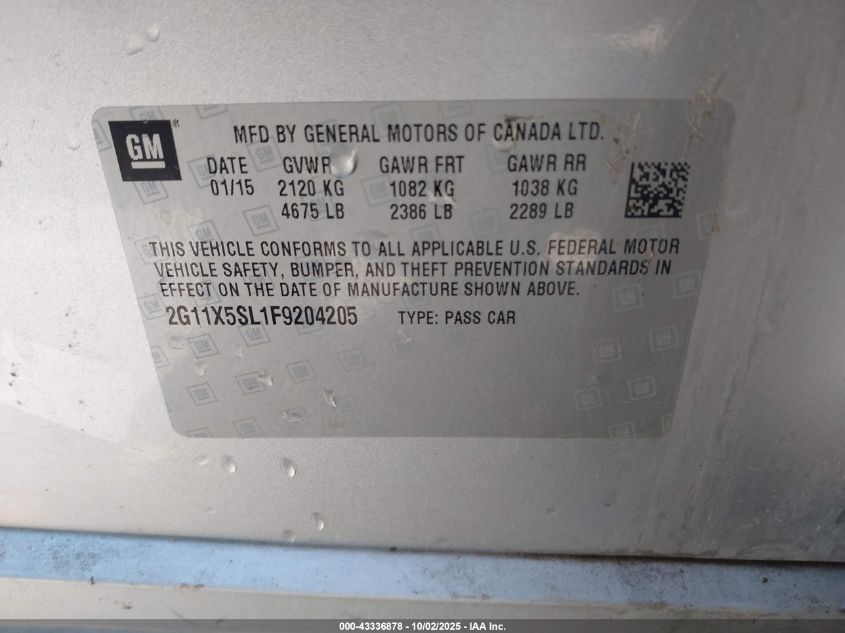 GM
MFD BY GENERAL MOTORS OF CANADA LTD.
DATE GVWR GAWR FRT GAWR RR
01/15 2120 KG 1082 KG 1038 KG
4675 LB 2386 LB 2289 LB
THIS VEHICLE CONFORMS TO ALL APPLICABLE U.S. FEDERAL MOTOR
VEHICLE SAFETY, BUMPER, AND THEFT PREVENTION STANDARDS IN
EFFECT ON THE DATE OF MANUFACTURE SHOWN ABOVE.
2G11X5SL1F9204205 TYPE: PASS CAR
000-43336878 - 10/02/2025 - IAA Inc.